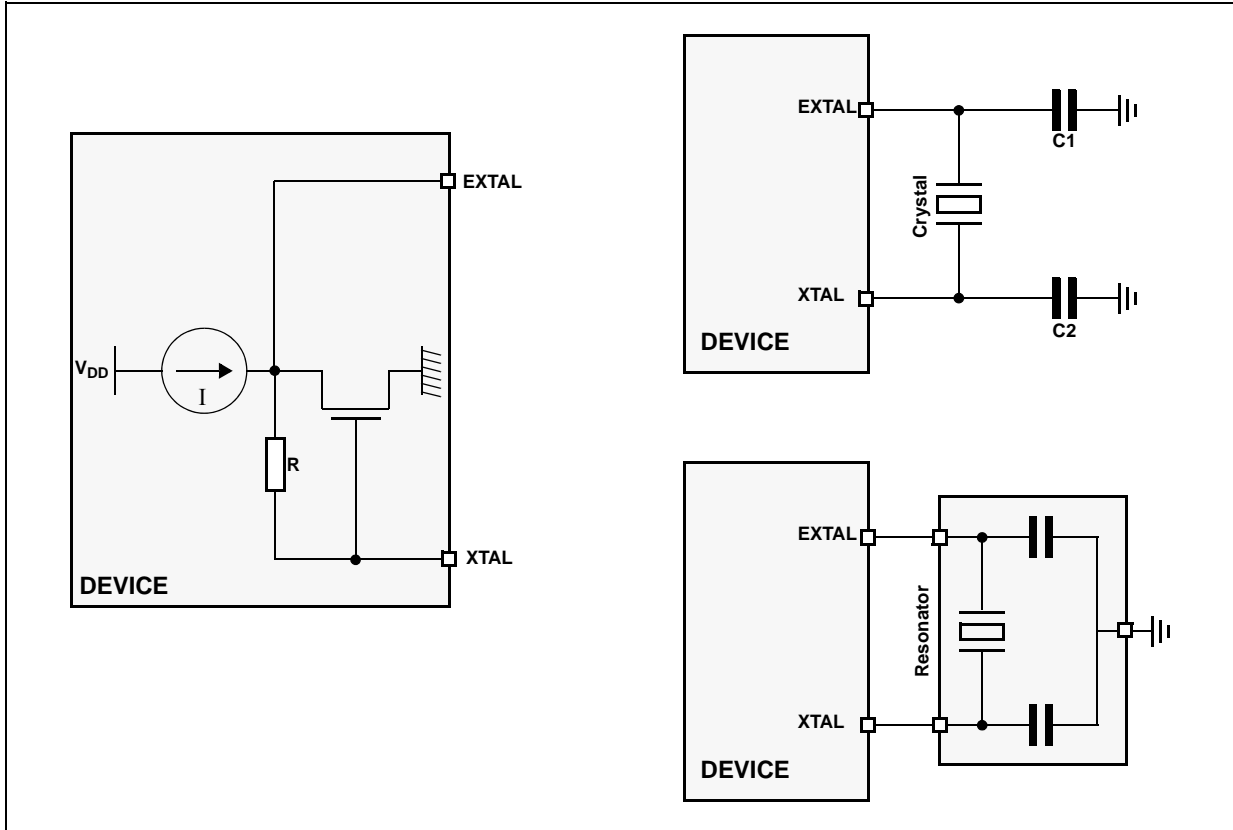 EXTAL
V_DD
I
R
XTAL
DEVICE
EXTAL
C1
Crystal
XTAL
C2
DEVICE
EXTAL
Resonator
XTAL
DEVICE